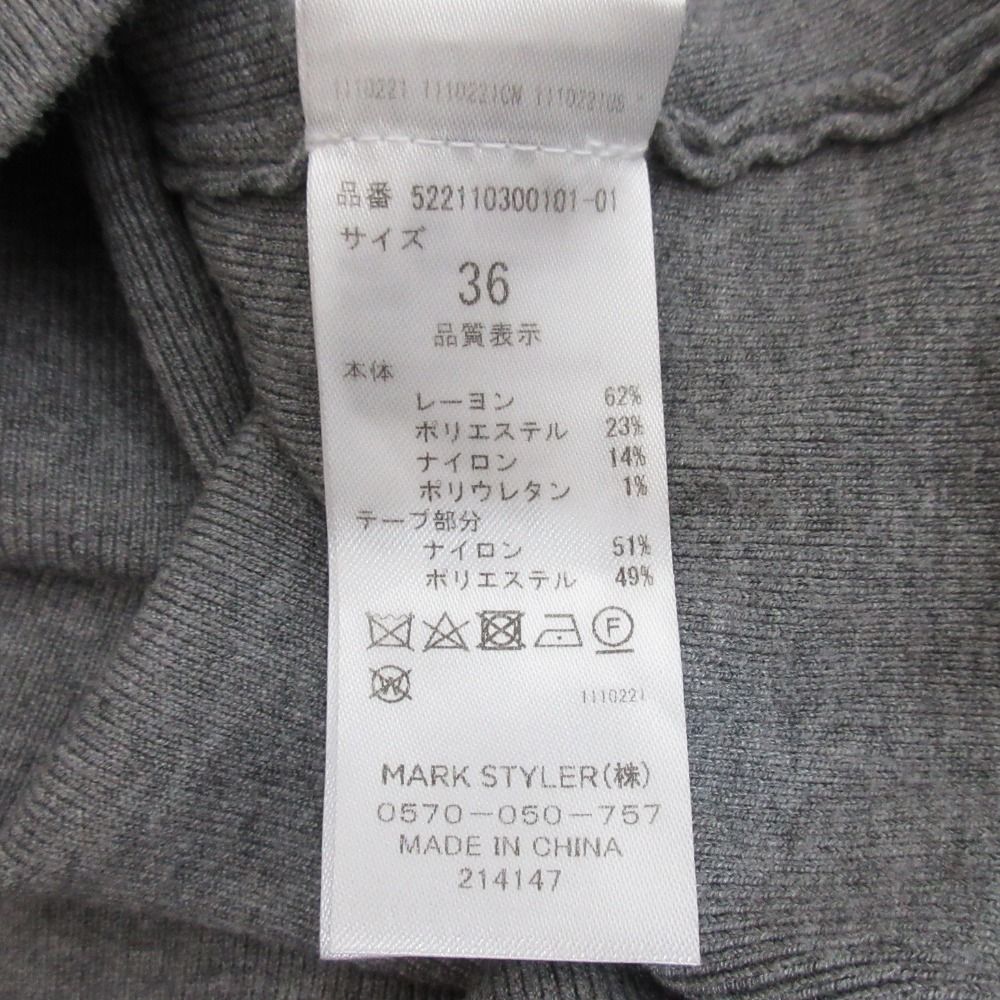 1110221 1110221CN 1110221US
品番 522110300101-01
サイズ
36
品質表示
本体
レーヨン 62%
ポリエステル 23%
ナイロン 14%
ポリウレタン 1%
テープ部分
ナイロン 51%
ポリエステル 49%
F
W
1110221
MARK STYLER(株)
0570-050-757
MADE IN CHINA
214147